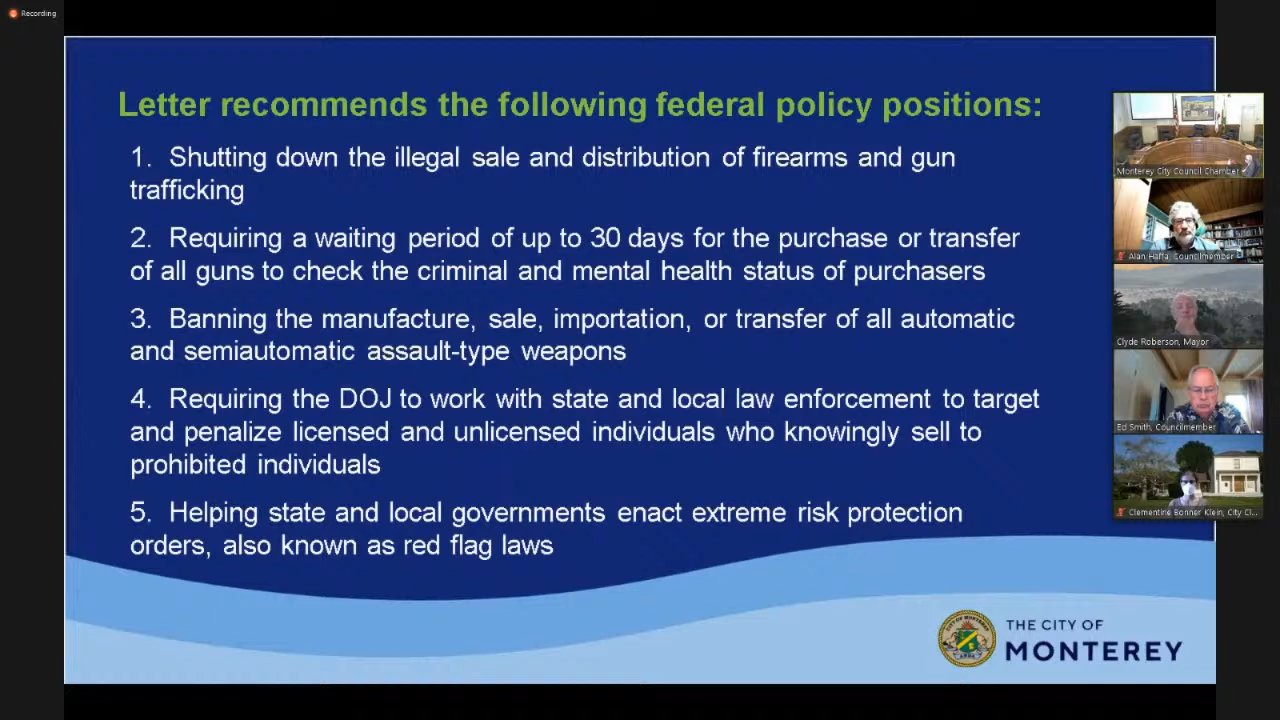 Recording
Letter recommends the following federal policy positions:
1. Shutting down the illegal sale and distribution of firearms and gun
trafficking
2. Requiring a waiting period of up to 30 days for the purchase or transfer
of all guns to check the criminal and mental health status of purchasers
3. Banning the manufacture, sale, importation, or transfer of all automatic
and semiautomatic assault-type weapons
4. Requiring the DOJ to work with state and local law enforcement to target
and penalize licensed and unlicensed individuals who knowingly sell to
prohibited individuals
5. Helping state and local governments enact extreme risk protection
orders, also known as red flag laws
Monterey City Council Chamber
Alan Haffa, Councilmember
Clyde Roberson, Mayor
Ed Smith, Councilmember
Clementine Bonner Klein, City Cl...
THE CITY OF
MONTEREY